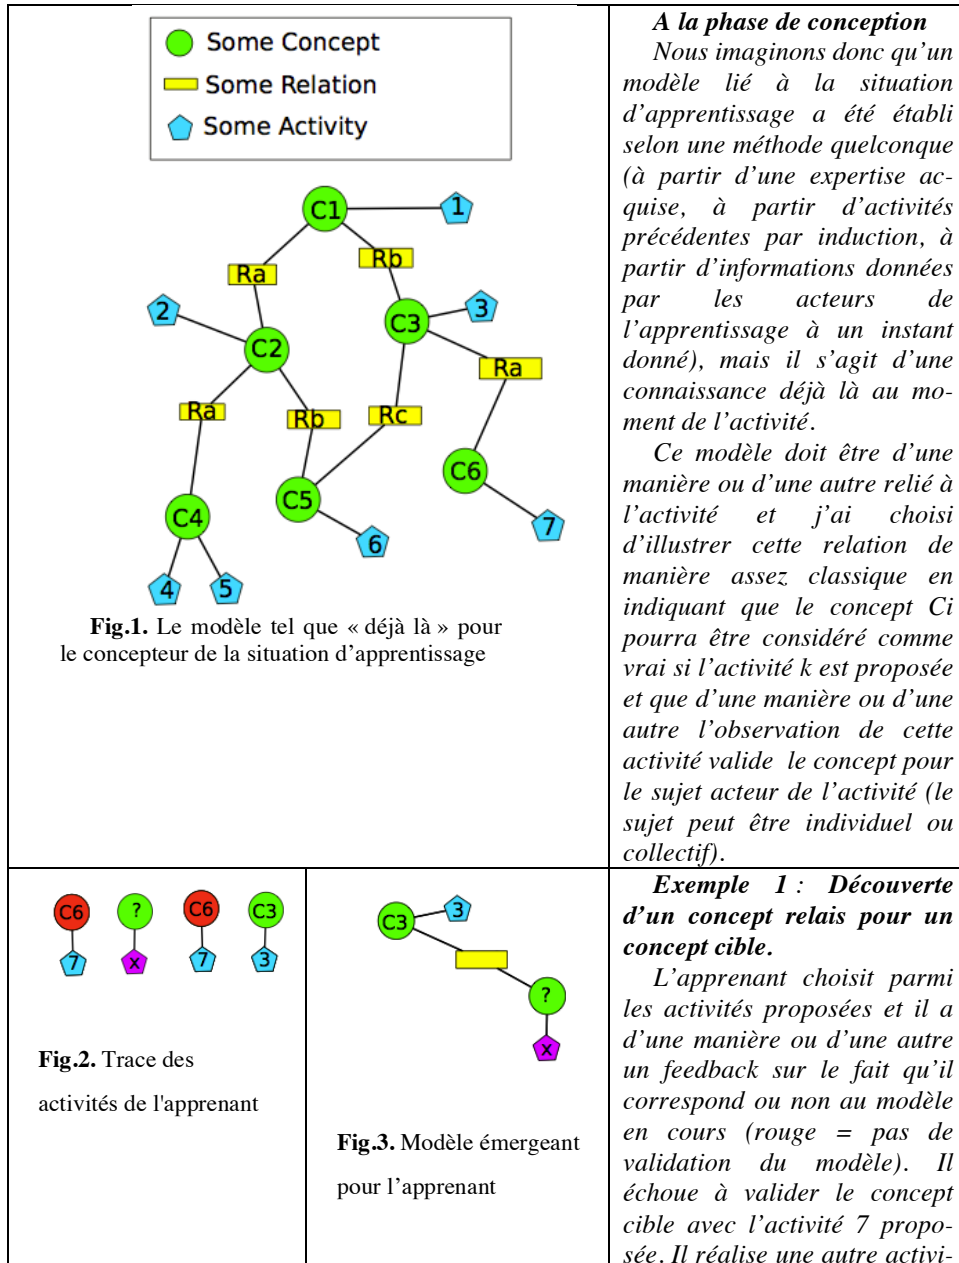 Some Concept
Some Relation
Some Activity
C1
1
Ra
Rb
2
C2
C3
3
Ra
Ra
Rb
Rc
C4
C5
C6
4
5
6
7
Fig.1. Le modèle tel que « déjà là » pour
le concepteur de la situation d'apprentissage
A la phase de conception
Nous imaginons donc qu'un
modèle lié à la situation
d'apprentissage a été établi
selon une méthode quelconque
(à partir d'une expertise ac-
quise, à partir d'activités
précédentes par induction, à
partir d'informations données
par les acteurs de
l'apprentissage à un instant
donné), mais il s'agit d'une
connaissance déjà là au mo-
ment de l'activité.
Ce modèle doit être d'une
manière ou d'une autre relié à
l'activité et j'ai choisi
d'illustrer cette relation de
manière assez classique en
indiquant que le concept Ci
pourra être considéré comme
vrai si l'activité k est proposée
et que d'une manière ou d'une
autre l'observation de cette
activité valide le concept pour
le sujet acteur de l'activité (le
sujet peut être individuel ou
collectif).
C6 ? C6 C3
7 x 7 3
Fig.2. Trace des
activités de l'apprenant
C3
3
?
x
Fig.3. Modèle émergeant
pour l'apprenant
Exemple 1 : Découverte
d'un concept relais pour un
concept cible.
L'apprenant choisit parmi
les activités proposées et il a
d'une manière ou d'une autre
un feedback sur le fait qu'il
correspond ou non au modèle
en cours (rouge = pas de
validation du modèle). Il
échoue à valider le concept
cible avec l'activité 7 propo-
sée. Il réalise une autre activi-